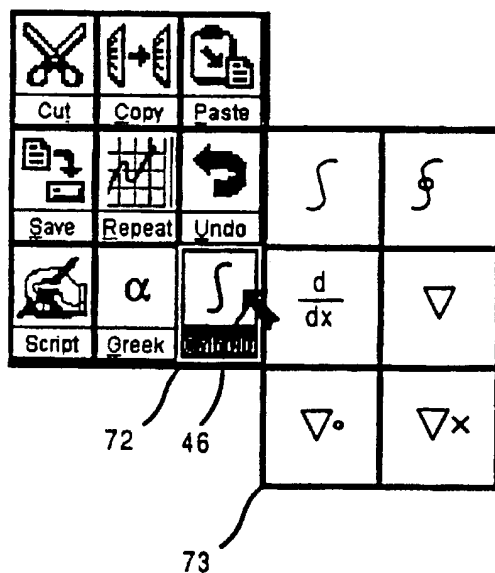 Cut Copy Paste
Save Repeat Undo
∫ ∮
α ∫
d
dx
∇
Script Greek
∇∘ ∇×
72 46
73